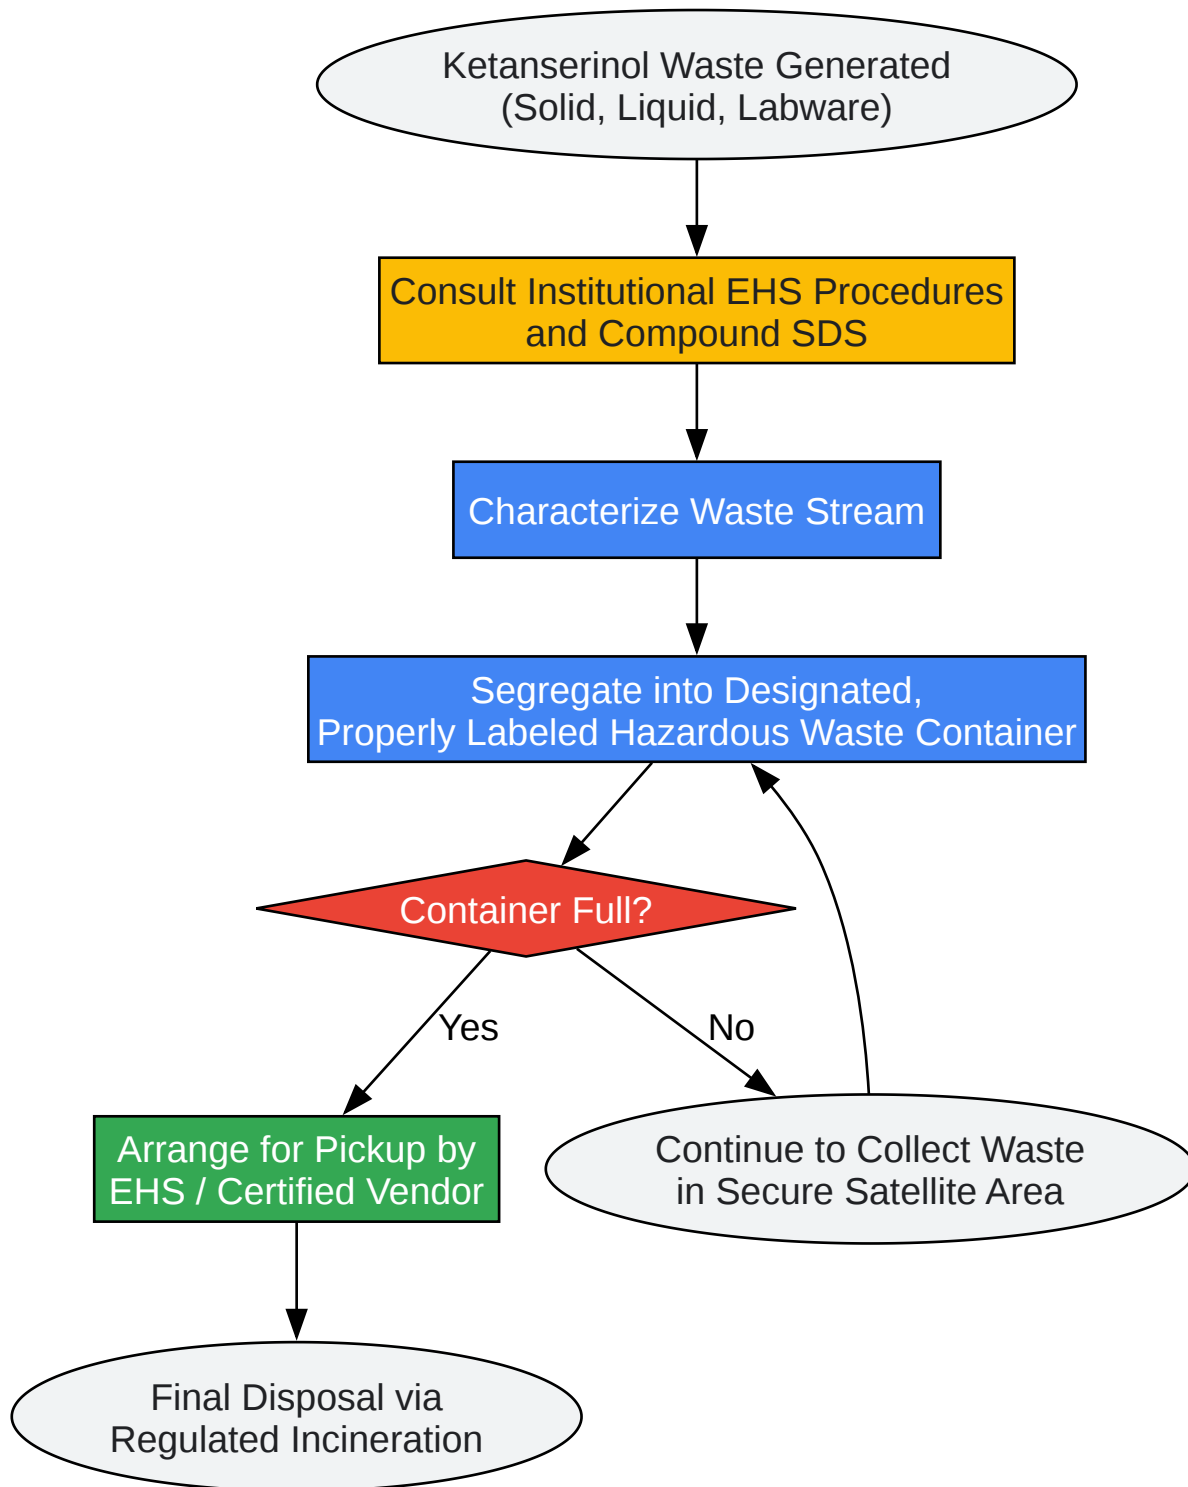 Ketanserinol Waste Generated
(Solid, Liquid, Labware)
Consult Institutional EHS Procedures
and Compound SDS
Characterize Waste Stream
Segregate into Designated,
Properly Labeled Hazardous Waste Container
Container Full?
Yes
No
Arrange for Pickup by
EHS / Certified Vendor
Continue to Collect Waste
in Secure Satellite Area
Final Disposal via
Regulated Incineration